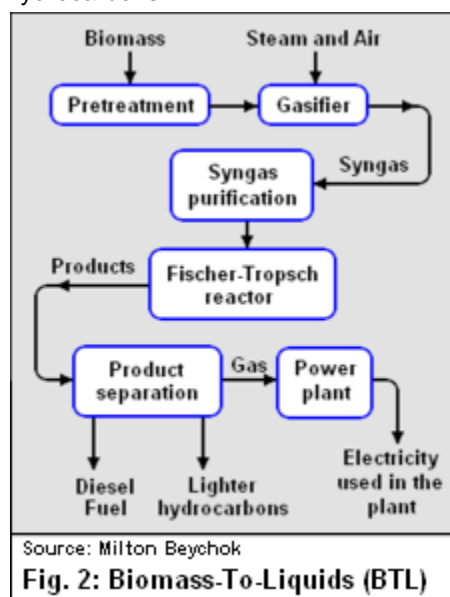 Biomass
Steam and Air
Pretreatment
Gasifier
Syngas
Syngas
purification
Products
Fischer-Tropsch
reactor
Product
separation
Gas
Power
plant
Diesel
Fuel
Lighter
hydrocarbons
Electricity
used in the
plant
Source: Milton Beychok
Fig. 2: Biomass-To-Liquids (BTL)